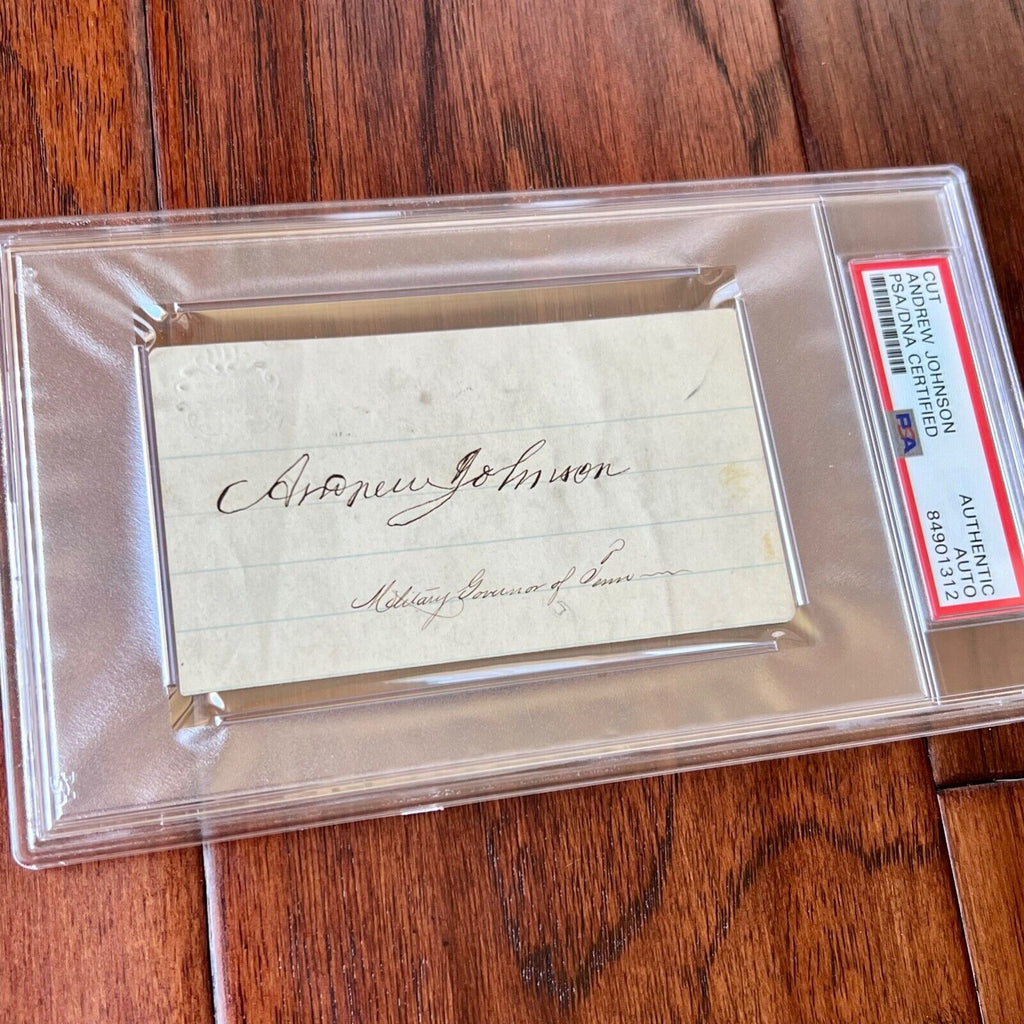 Andrew Johnson
Military Governor of Tenn
CUT
ANDREW JOHNSON
PSA/DNA CERTIFIED
PSA
AUTHENTIC
AUTO
84901312